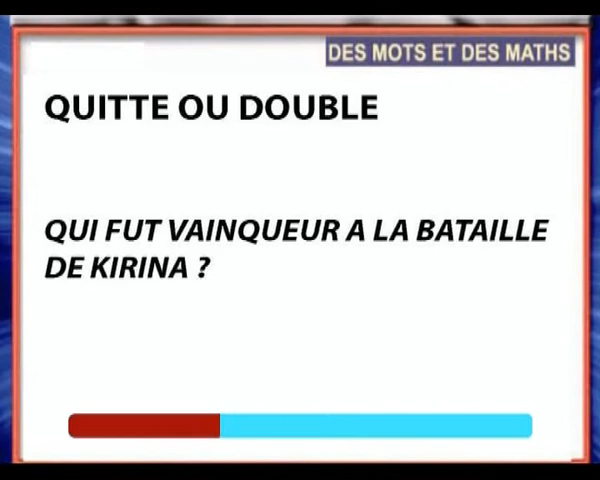 DES MOTS ET DES MATHS
QUITTE OU DOUBLE
QUI FUT VAINQUEUR A LA BATAILLE
DE KIRINA ?